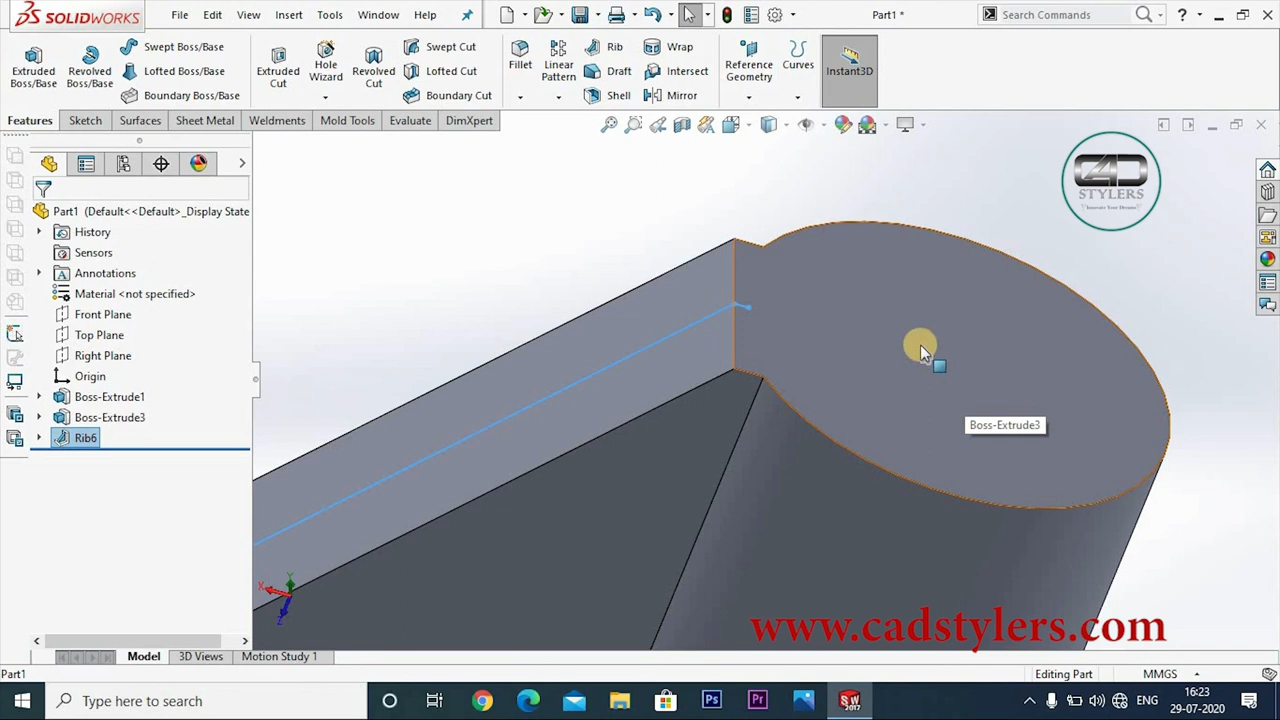 SOLIDWORKS File Edit View Insert Tools Window Help Part1 * Search Commands
Extruded Boss/Base
Revolved Boss/Base
Swept Boss/Base
Lofted Boss/Base
Boundary Boss/Base
Extruded Cut
Hole Wizard
Revolved Cut
Swept Cut
Lofted Cut
Boundary Cut
Fillet
Linear Pattern
Rib
Draft
Shell
Wrap
Intersect
Mirror
Reference Geometry
Curves
Instant3D
Features Sketch Surfaces Sheet Metal Weldments Mold Tools Evaluate DimXpert
CAD
STYLERS
Part1 (Default<<Default>_Display State
History
Sensors
Annotations
Material <not specified>
Front Plane
Top Plane
Right Plane
Origin
Boss-Extrude1
Boss-Extrude3
Rib6
Boss-Extrude3
Y
X
Z
www.cadstylers.com
Model 3D Views Motion Study 1
Part1 Editing Part MMGS
Type here to search
Ps
Pr
SW
2017
ENG
16:23
29-07-2020